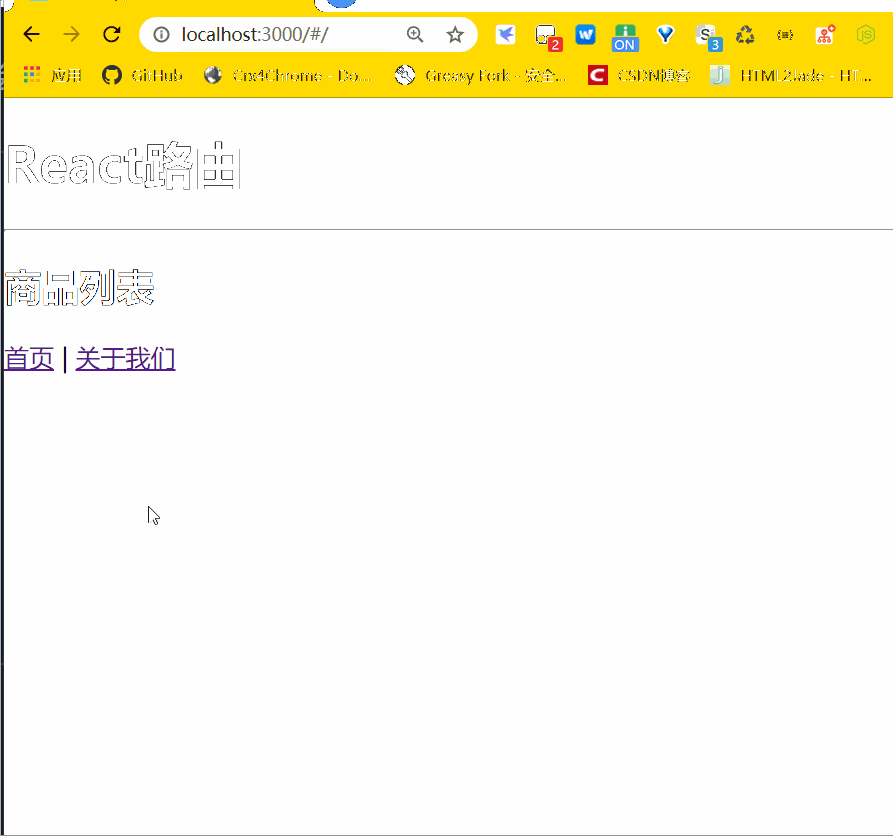 localhost:3000/#/
2
W
ON
S
3
应用 GitHub Crx4Chrome - Do... Greasy Fork - 安全... C CSDN博客 J HTML2Jade - HT...
React路由
商品列表
首页 | 关于我们